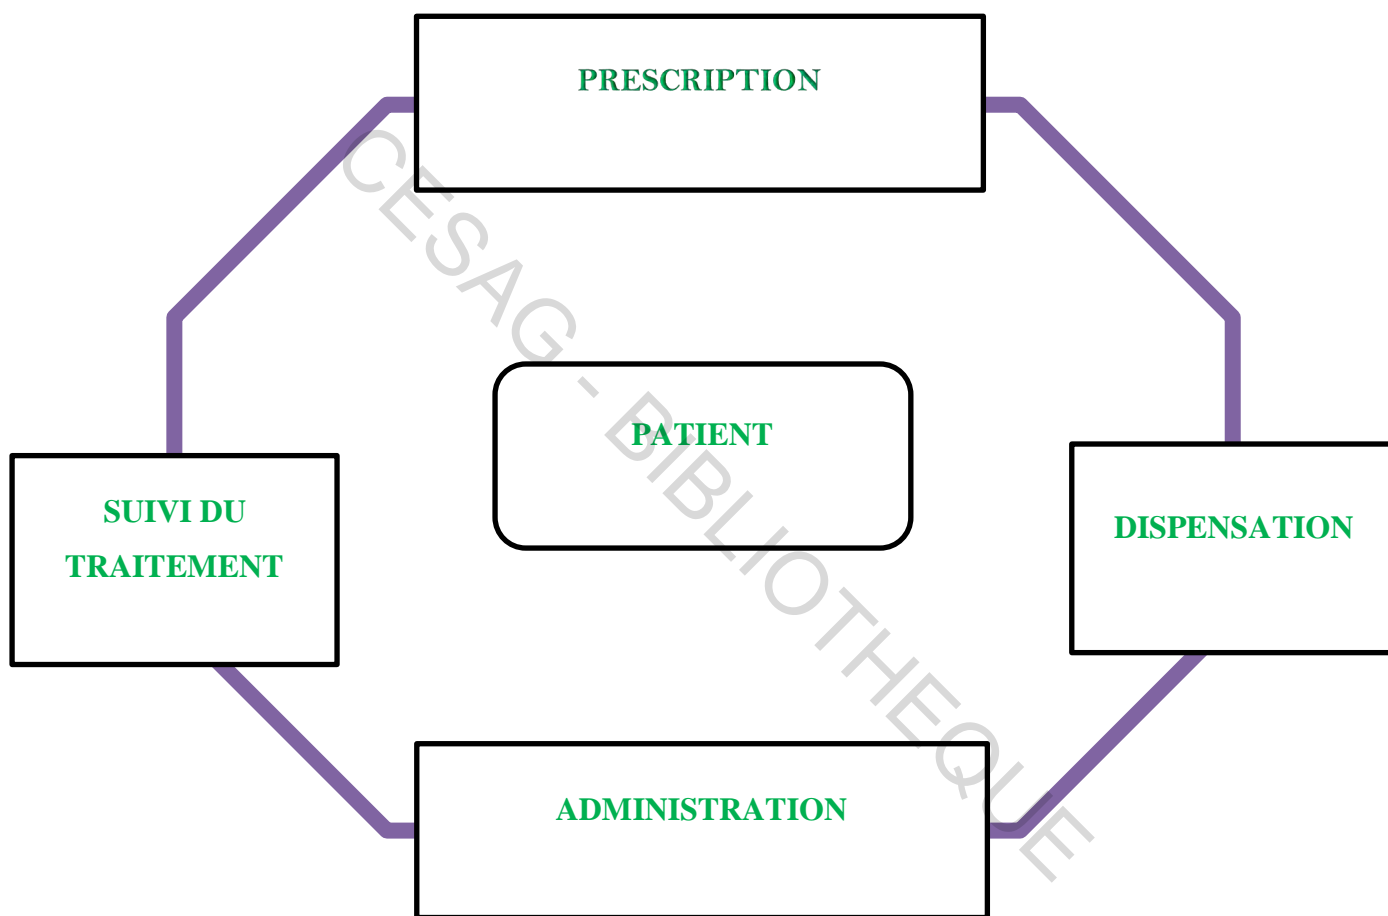 PRESCRIPTION
PATIENT
SUIVI DU
TRAITEMENT
DISPENSATION
ADMINISTRATION
CESAG - BIBLIOTHEQUE